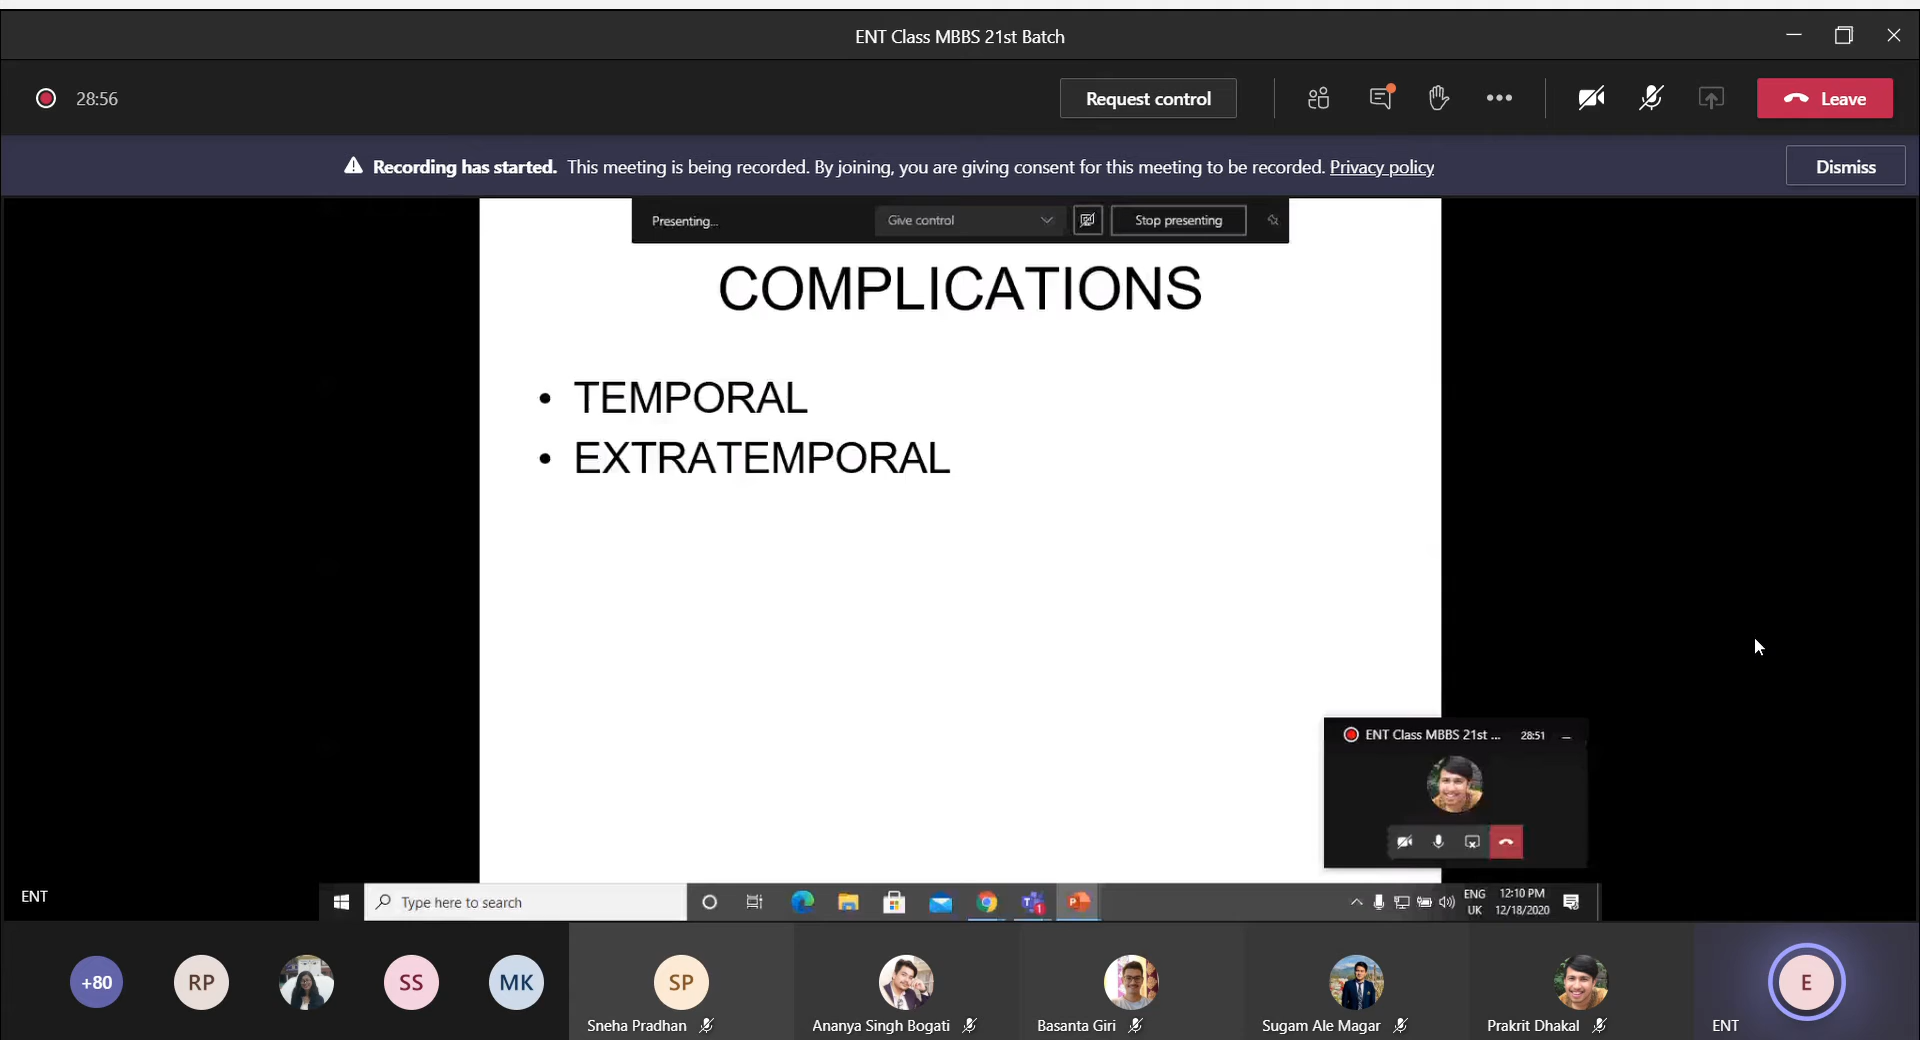 ENT Class MBBS 21st Batch
28:56
Request control
Leave
Recording has started. This meeting is being recorded. By joining, you are giving consent for this meeting to be recorded. Privacy policy
Dismiss
Presenting...
Give control
Stop presenting
COMPLICATIONS
• TEMPORAL
• EXTRATEMPORAL
ENT Class MBBS 21st ...
28:51
ENT
Type here to search
ENG
UK
12:10 PM
12/18/2020
+80
RP
SS
MK
SP
E
Sneha Pradhan
Ananya Singh Bogati
Basanta Giri
Sugam Ale Magar
Prakrit Dhakal
ENT